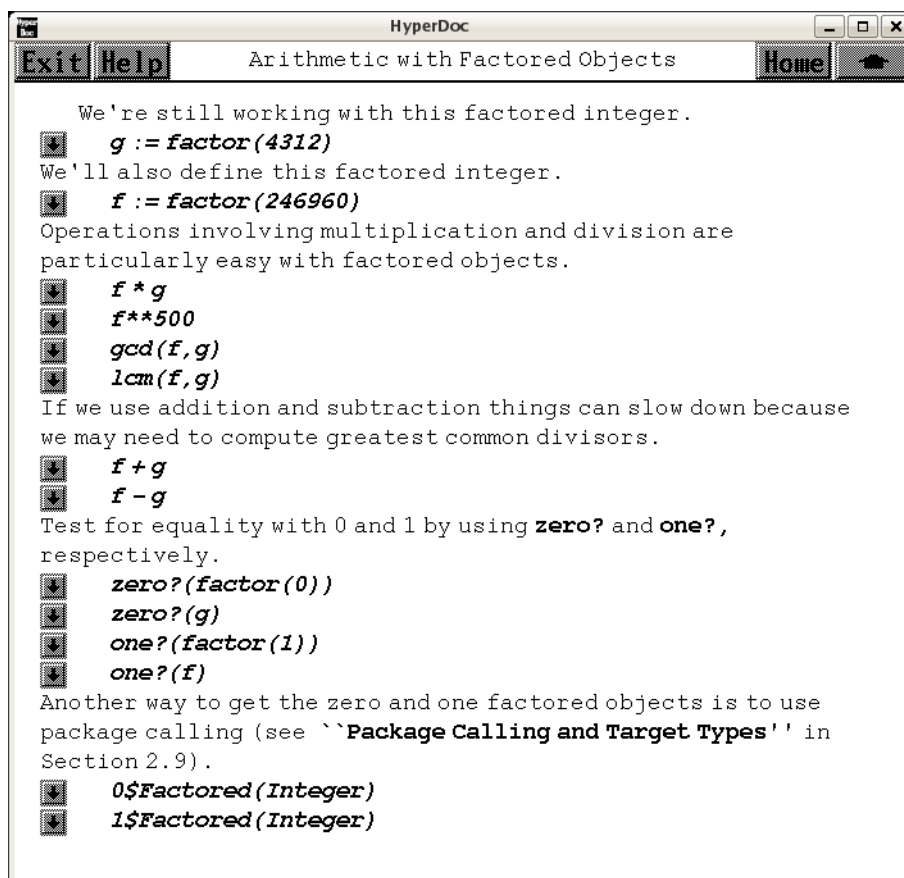 Hyper Doc
HyperDoc
Exit Help Arithmetic with Factored Objects Home
We're still working with this factored integer.
g := factor(4312)
We'll also define this factored integer.
f := factor(246960)
Operations involving multiplication and division are
particularly easy with factored objects.
f * g
f**500
gcd(f,g)
lcm(f,g)
If we use addition and subtraction things can slow down because
we may need to compute greatest common divisors.
f + g
f - g
Test for equality with 0 and 1 by using zero? and one?,
respectively.
zero?(factor(0))
zero?(g)
one?(factor(1))
one?(f)
Another way to get the zero and one factored objects is to use
package calling (see ``Package Calling and Target Types'' in
Section 2.9).
0$Factored(Integer)
1$Factored(Integer)